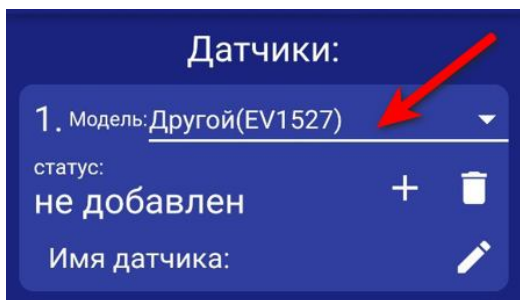 Датчики:
1. Модель:Другой(EV1527)
статус:
не добавлен
Имя датчика: